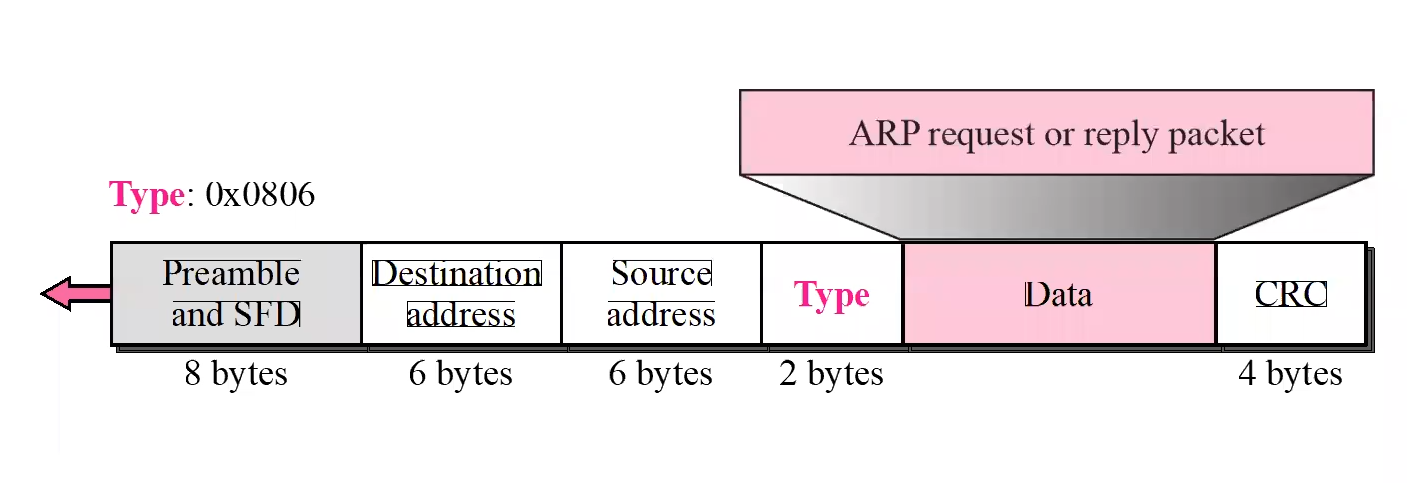 ARP request or reply packet
Type: 0x0806
Preamble
and SFD
Destination
address
Source
address
Type
Data
CRC
8 bytes
6 bytes
6 bytes
2 bytes
4 bytes